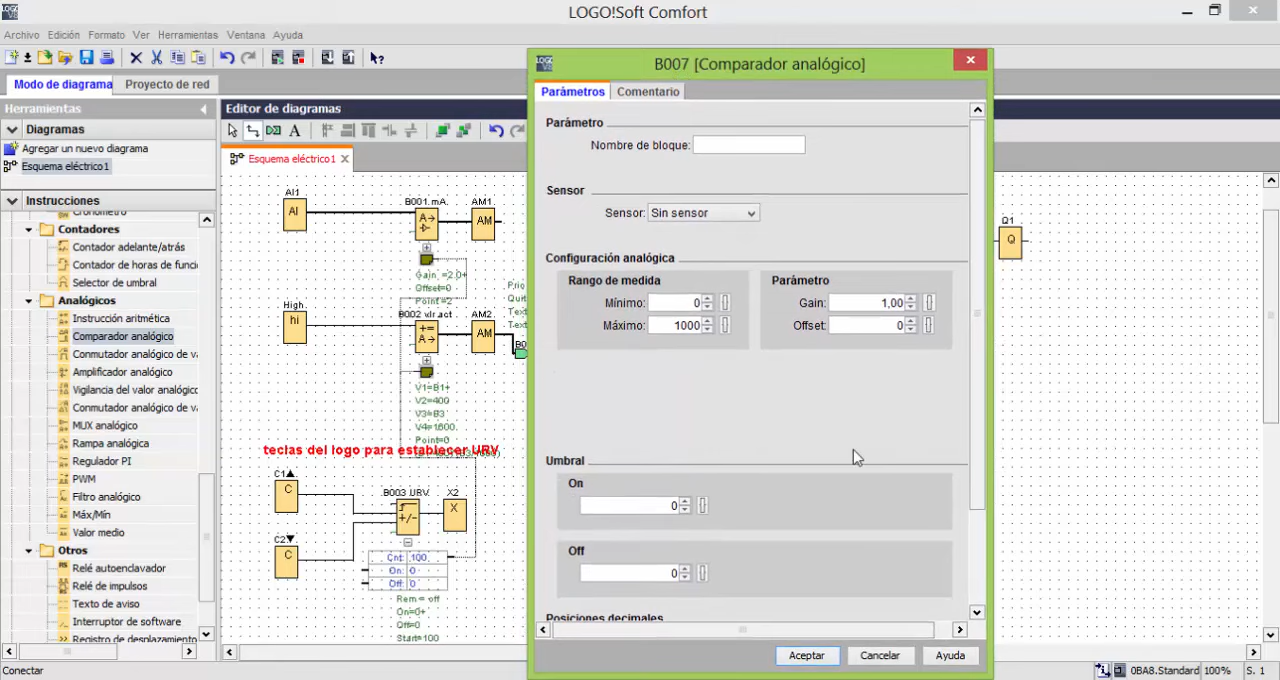 LOGO!Soft Comfort
Archivo Edición Formato Ver Herramientas Ventana Ayuda
Modo de diagrama Proyecto de red
Herramientas
Diagramas
Agregar un nuevo diagrama
Esquema eléctrico1
Instrucciones
Cronómetro
Contadores
Contador adelante/atrás
Contador de horas de funci
Selector de umbral
Analógicos
Instrucción aritmética
Comparador analógico
Conmutador analógico de va
Amplificador analógico
Vigilancia del valor analógico
Conmutador analógico de va
MUX analógico
Rampa analógica
Regulador PI
PWM
Filtro analógico
Máx/Mín
Valor medio
Otros
Relé autoenclavador
Relé de impulsos
Texto de aviso
Interruptor de software
Registro de desplazamiento
Conectar
Editor de diagramas
A
Esquema eléctrico1
AI1
AI
B001.mA.
A→
AM1
AM
Gain =2.0+
Offset=0
Point=2
High.
hi
B002 vlr.act
+=
A→
AM2
AM
Prio
Quit
Text
Text
B0
V1=B1+
V2=400
V3=B3
V4=1600.
Point=0
teclas del logo para establecer URV
C1▲
C
B003 URV
+/-
X2
X
C2▼
C
Cnt: 100
On: 0
Off: 0
Rem = off
On=0+
Off=0
Start=100
Q1
Q
B007 [Comparador analógico]
Parámetros Comentario
Parámetro
Nombre de bloque:
Sensor
Sensor: Sin sensor
Configuración analógica
Rango de medida
Mínimo: 0
Máximo: 1000
Parámetro
Gain: 1,00
Offset: 0
Umbral
On
0
Off
0
Posiciones decimales
Aceptar Cancelar Ayuda
0BA8.Standard 100% S. 1